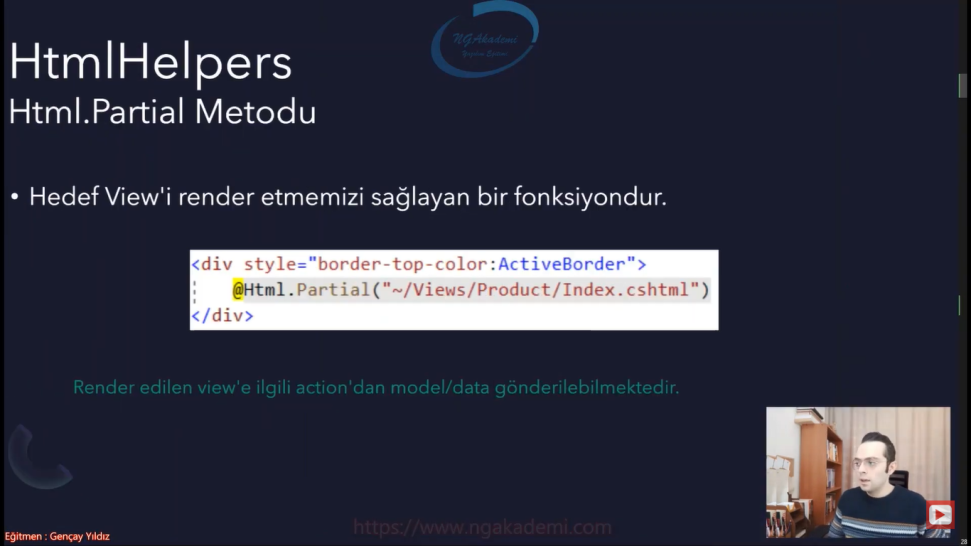 NGAkademi
HtmlHelpers
Html.Partial Metodu
• Hedef View'i render etmemizi sağlayan bir fonksiyondur.
<div style="border-top-color:ActiveBorder">
@Html.Partial("~/Views/Product/Index.cshtml")
</div>
Render edilen view'e ilgili action'dan model/data gönderilebilmektedir.
https://www.ngakademi.com
Eğitmen : Gençay Yıldız
28